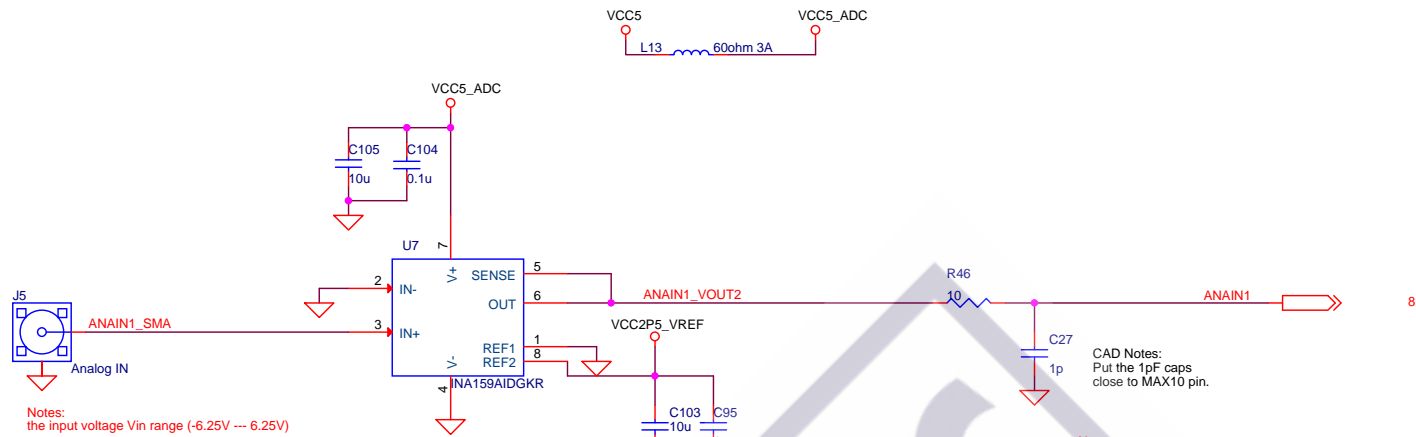 VCC5
VCC5_ADC
L13
60ohm 3A
VCC5_ADC
C105
C104
10u
0.1u
U7
7
V+
SENSE
5
2
IN-
OUT
6
ANAIN1_VOUT2
R46
10
ANAIN1
8
J5
ANAIN1_SMA
3
IN+
VCC2P5_VREF
REF1
1
REF2
8
V-
4
INA159AIDGKR
Analog IN
C27
1p
CAD Notes:
Put the 1pF caps
close to MAX10 pin.
Notes:
the input voltage Vin range (-6.25V --- 6.25V)
C103
C95
10u